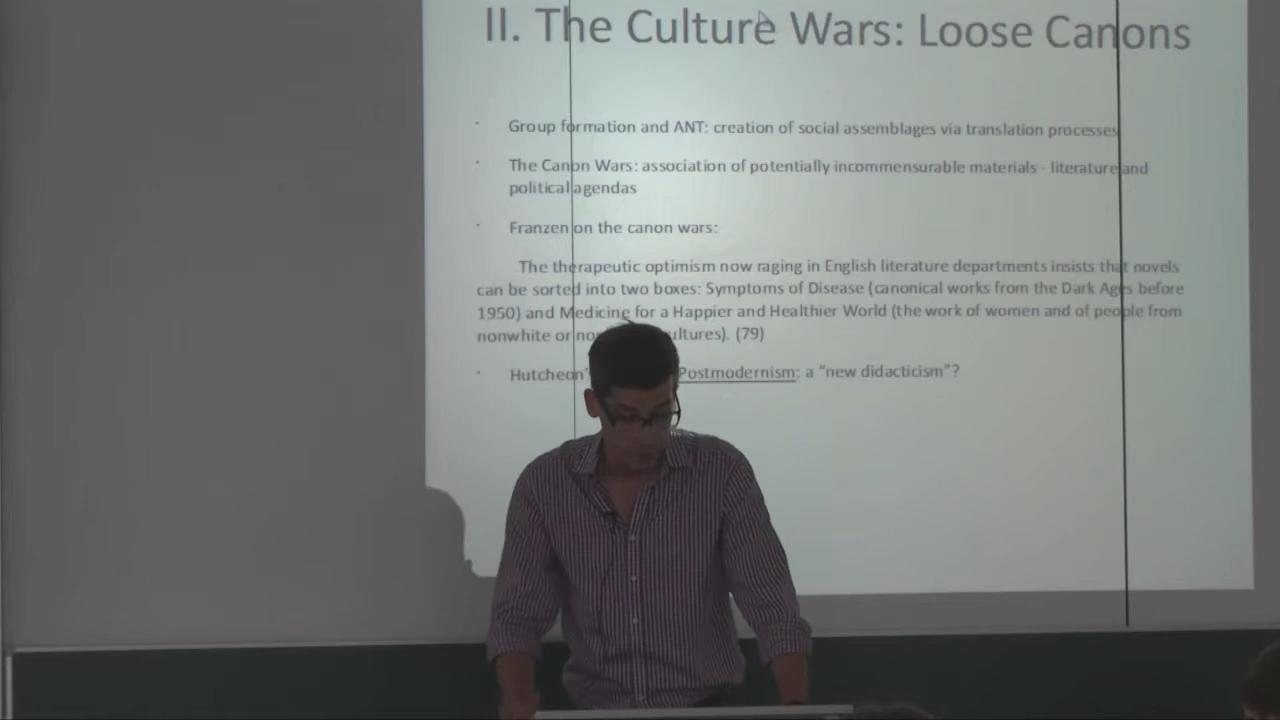 II. The Culture Wars: Loose Canons
Group formation and ANT: creation of social assemblages via translation processes
The Canon Wars: association of potentially incommensurable materials - literature and
political agendas
Franzen on the canon wars:
The therapeutic optimism now raging in English literature departments insists that novels
can be sorted into two boxes: Symptoms of Disease (canonical works from the Dark Ages before
1950) and Medicine for a Happier and Healthier World (the work of women and of people from
nonwhite or (79)
Hutcheon's Postmodernism: a "new didacticism"?